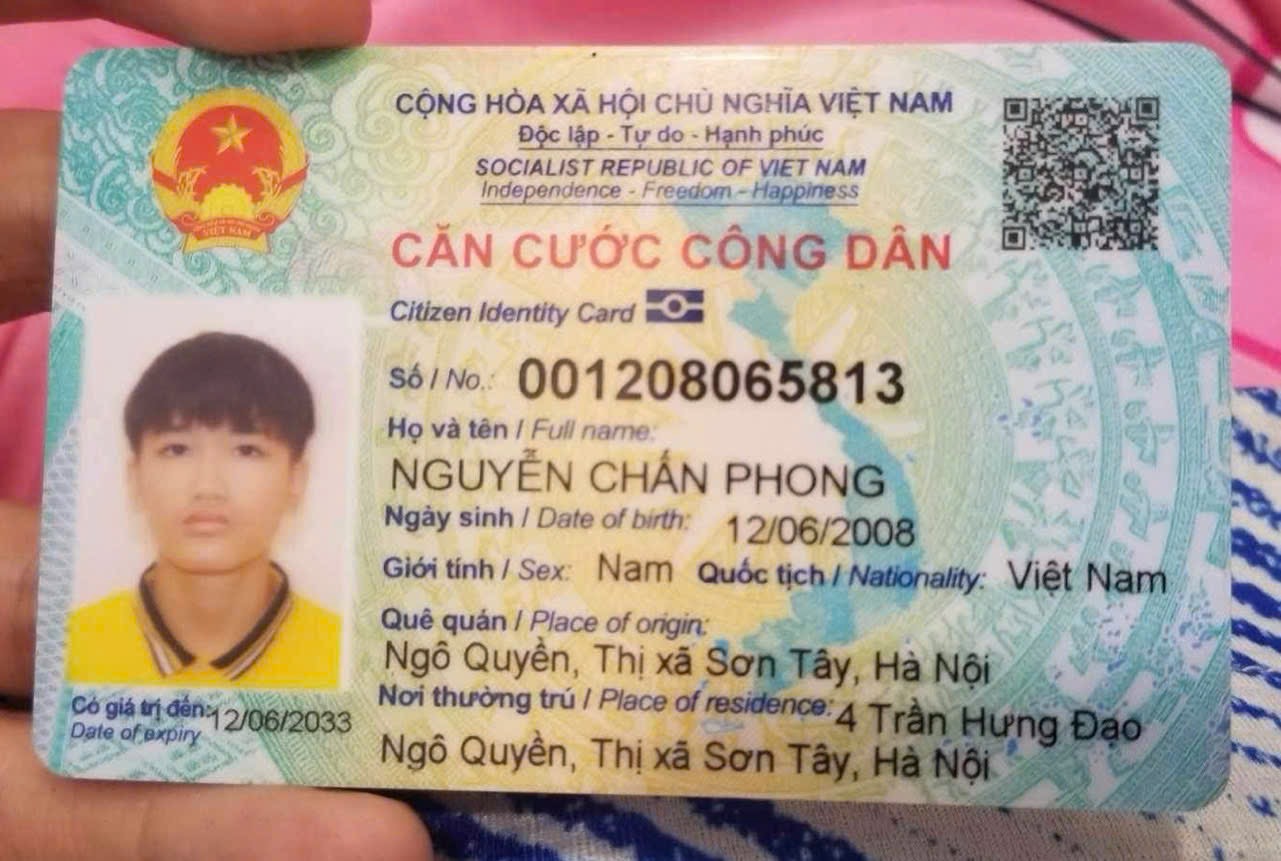 CỘNG HÒA XÃ HỘI CHỦ NGHĨA VIỆT NAM
Độc lập - Tự do - Hạnh phúc
SOCIALIST REPUBLIC OF VIET NAM
Independence - Freedom - Happiness
CĂN CƯỚC CÔNG DÂN
Citizen Identity Card
Số / No.: 001208065813
Họ và tên / Full name:
NGUYỄN CHẤN PHONG
Ngày sinh / Date of birth: 12/06/2008
Giới tính / Sex: Nam Quốc tịch / Nationality: Việt Nam
Quê quán / Place of origin:
Ngô Quyền, Thị xã Sơn Tây, Hà Nội
Nơi thường trú / Place of residence: 4 Trần Hưng Đạo
Ngô Quyền, Thị xã Sơn Tây, Hà Nội
Có giá trị đến: 12/06/2033
Date of expiry